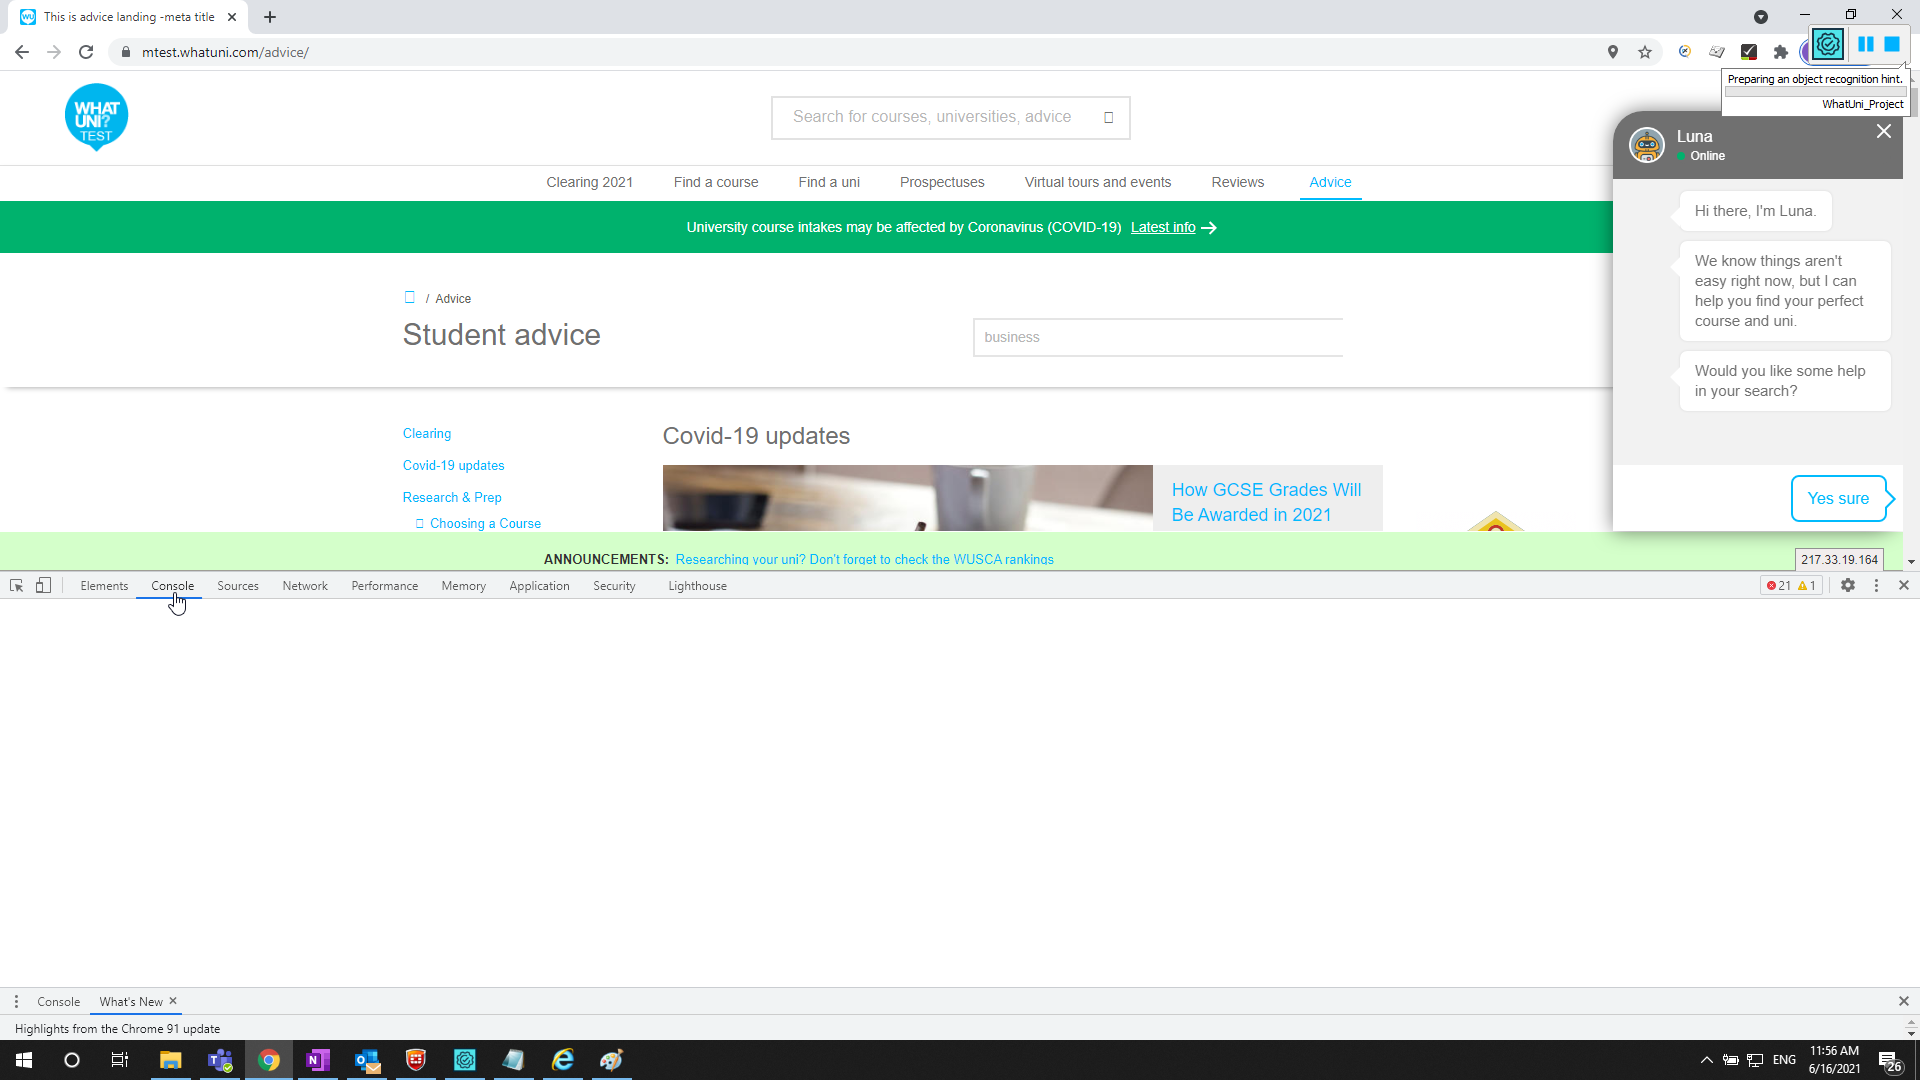 This is advice landing -meta title
mtest.whatuni.com/advice/
Preparing an object recognition hint.
WhatUni_Project
WHAT
UNI?
TEST
Search for courses, universities, advice
Clearing 2021 Find a course Find a uni Prospectuses Virtual tours and events Reviews Advice
University course intakes may be affected by Coronavirus (COVID-19) Latest info
/ Advice
Student advice
business
Clearing
Covid-19 updates
Research & Prep
Choosing a Course
Covid-19 updates
How GCSE Grades Will
Be Awarded in 2021
Luna
Online
Hi there, I'm Luna.
We know things aren't
easy right now, but I can
help you find your perfect
course and uni.
Would you like some help
in your search?
Yes sure
ANNOUNCEMENTS: Researching your uni? Don't forget to check the WUSCA rankings
217.33.19.164
Elements Console Sources Network Performance Memory Application Security Lighthouse
21 1
Console What's New
Highlights from the Chrome 91 update
ENG
11:56 AM
6/16/2021
26